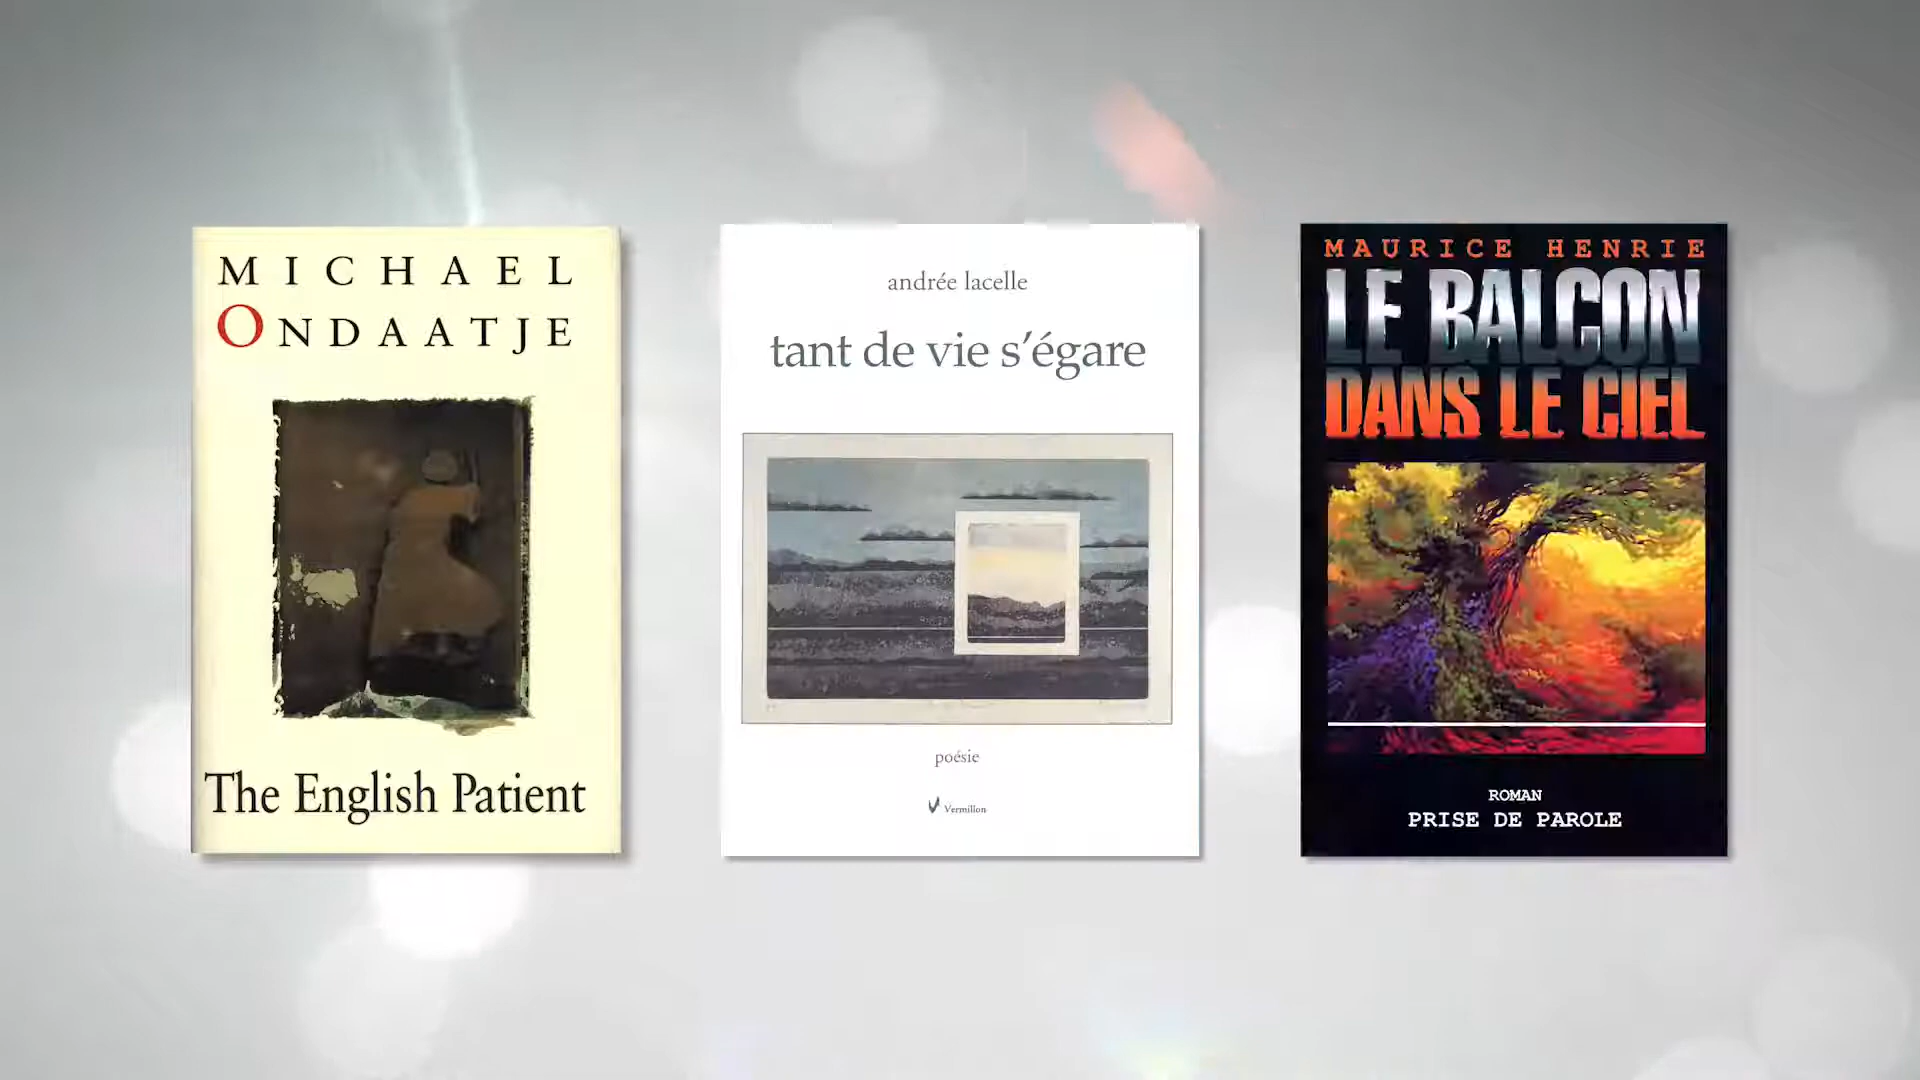 MICHAEL
ONDAATJE
The English Patient
andrée lacelle
tant de vie s'égare
poésie
Vermillon
MAURICE HENRIE
LE BALCON
DANS LE CIEL
ROMAN
PRISE DE PAROLE